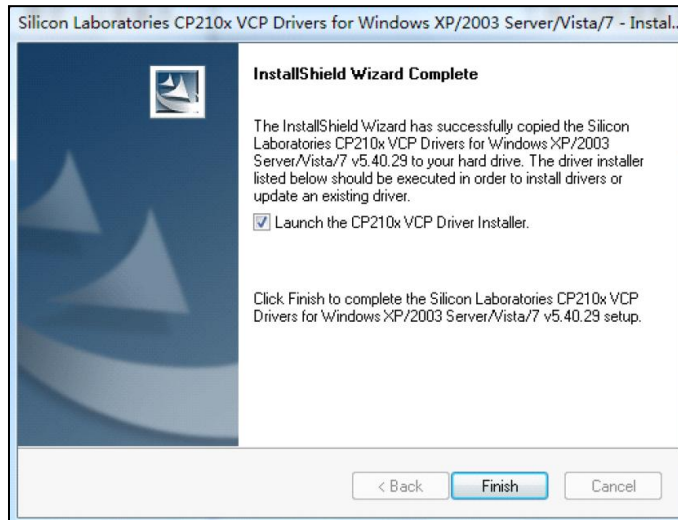 Silicon Laboratories CP210x VCP Drivers for Windows XP/2003 Server/Vista/7 - Instal...
InstallShield Wizard Complete
The InstallShield Wizard has successfully copied the Silicon
Laboratories CP210x VCP Drivers for Windows XP/2003
Server/Vista/7 v5.40.29 to your hard drive. The driver installer
listed below should be executed in order to install drivers or
update an existing driver.
Launch the CP210x VCP Driver Installer.
Click Finish to complete the Silicon Laboratories CP210x VCP
Drivers for Windows XP/2003 Server/Vista/7 v5.40.29 setup.
< Back
Finish
Cancel